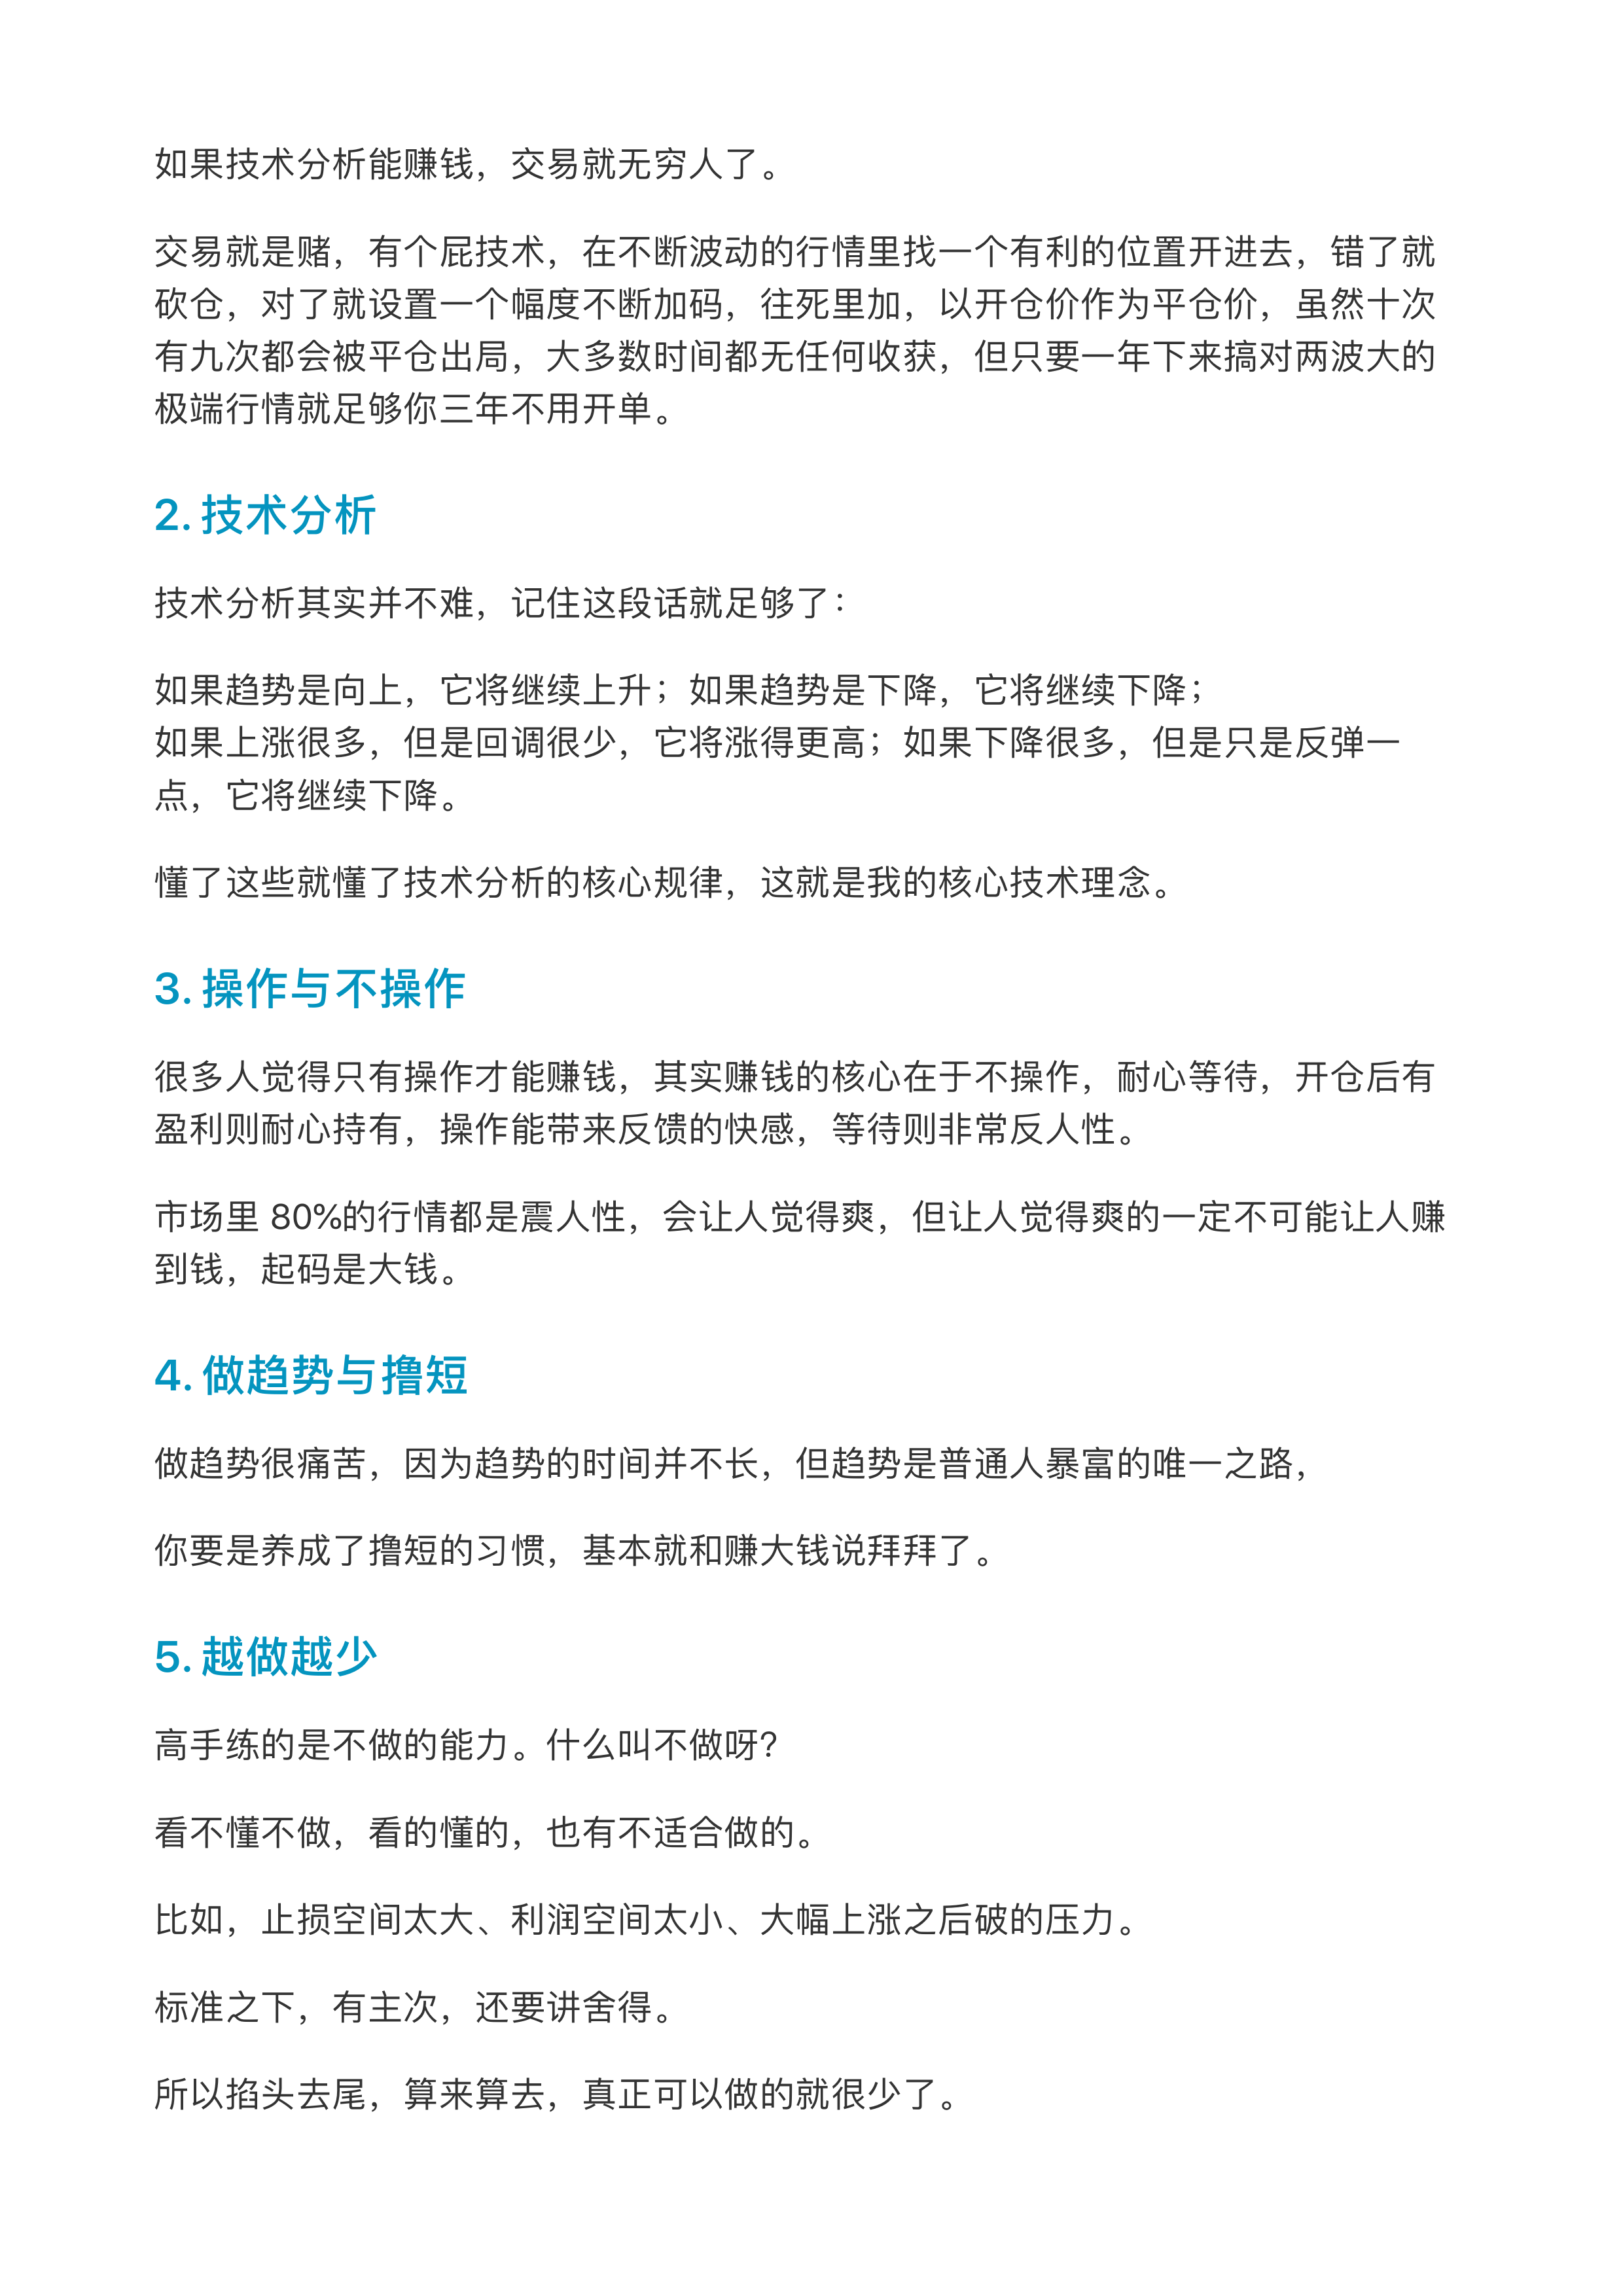 如果技术分析能赚钱，交易就无穷人了。
交易就是赌，有个屁技术，在不断波动的行情里找一个有利的位置开进去，错了就
砍仓，对了就设置一个幅度不断加码，往死里加，以开仓价作为平仓价，虽然十次
有九次都会被平仓出局，大多数时间都无任何收获，但只要一年下来搞对两波大的
极端行情就足够你三年不用开单。
2. 技术分析
技术分析其实并不难，记住这段话就足够了：
如果趋势是向上，它将继续上升；如果趋势是下降，它将继续下降；
如果上涨很多，但是回调很少，它将涨得更高；如果下降很多，但是只是反弹一
点，它将继续下降。
懂了这些就懂了技术分析的核心规律，这就是我的核心技术理念。
3. 操作与不操作
很多人觉得只有操作才能赚钱，其实赚钱的核心在于不操作，耐心等待，开仓后有
盈利则耐心持有，操作能带来反馈的快感，等待则非常反人性。
市场里 80%的行情都是震人性，会让人觉得爽，但让人觉得爽的一定不可能让人赚
到钱，起码是大钱。
4. 做趋势与撸短
做趋势很痛苦，因为趋势的时间并不长，但趋势是普通人暴富的唯一之路，
你要是养成了撸短的习惯，基本就和赚大钱说拜拜了。
5. 越做越少
高手练的是不做的能力。什么叫不做呀?
看不懂不做，看的懂的，也有不适合做的。
比如，止损空间太大、利润空间太小、大幅上涨之后破的压力。
标准之下，有主次，还要讲舍得。
所以掐头去尾，算来算去，真正可以做的就很少了。